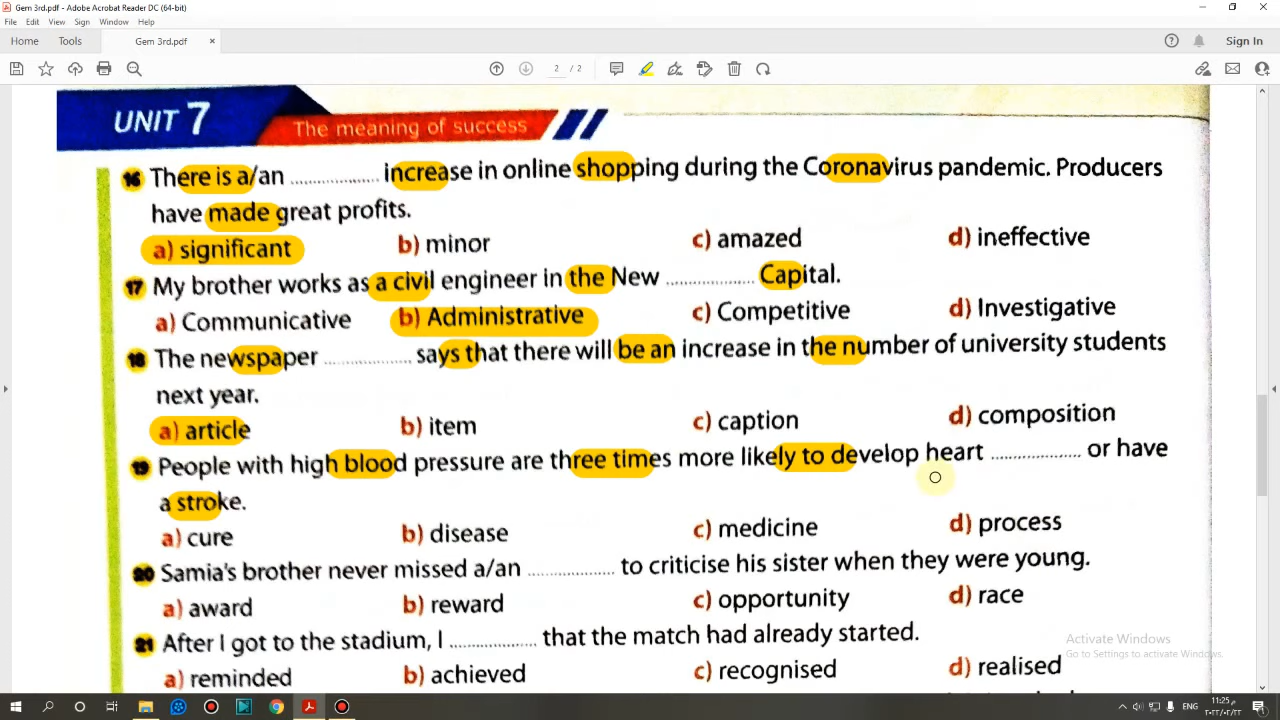 Gem 3rd.pdf - Adobe Acrobat Reader DC (64-bit)
File Edit View Sign Window Help
Home Tools Gem 3rd.pdf × Sign In
2 / 2
UNIT 7
The meaning of success
16 There is a/an ............... increase in online shopping during the Coronavirus pandemic. Producers
have made great profits.
a) significant b) minor c) amazed d) ineffective
17 My brother works as a civil engineer in the New ............... Capital.
a) Communicative b) Administrative c) Competitive d) Investigative
18 The newspaper ............... says that there will be an increase in the number of university students
next year.
a) article b) item c) caption d) composition
19 People with high blood pressure are three times more likely to develop heart ............... or have
a stroke.
a) cure b) disease c) medicine d) process
20 Samia's brother never missed a/an ............... to criticise his sister when they were young.
a) award b) reward c) opportunity d) race
21 After I got to the stadium, I ............... that the match had already started.
a) reminded b) achieved c) recognised d) realised
Activate Windows
Go to Settings to activate Windows.
ENG 11:25 م